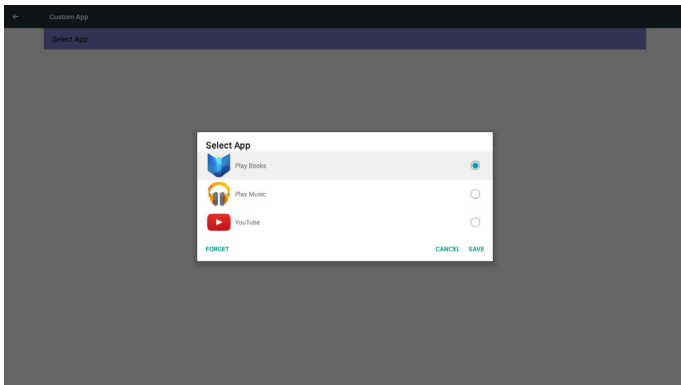 Custom App
Select App
Select App
Play Books
Play Music
YouTube
FORGET CANCEL SAVE